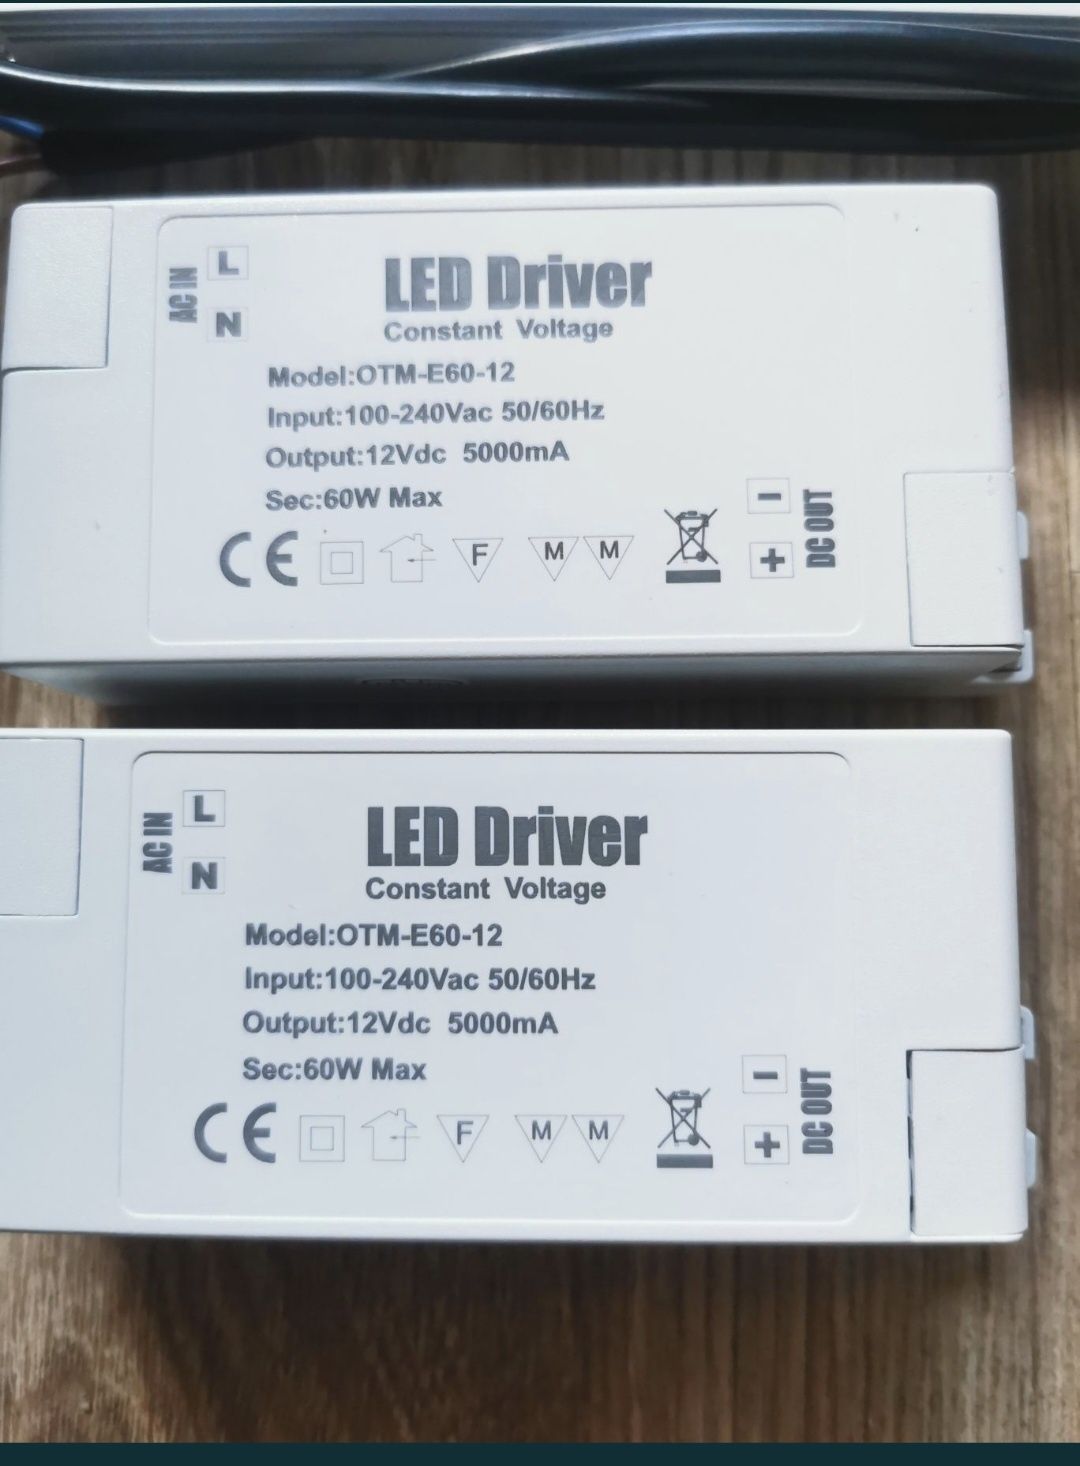 AC IN
L
N
LED Driver
Constant Voltage
Model:OTM-E60-12
Input:100-240Vac 50/60Hz
Output:12Vdc 5000mA
Sec:60W Max
CE
F
M
M
-
+
DC OUT
AC IN
L
N
LED Driver
Constant Voltage
Model:OTM-E60-12
Input:100-240Vac 50/60Hz
Output:12Vdc 5000mA
Sec:60W Max
CE
F
M
M
-
+
DC OUT